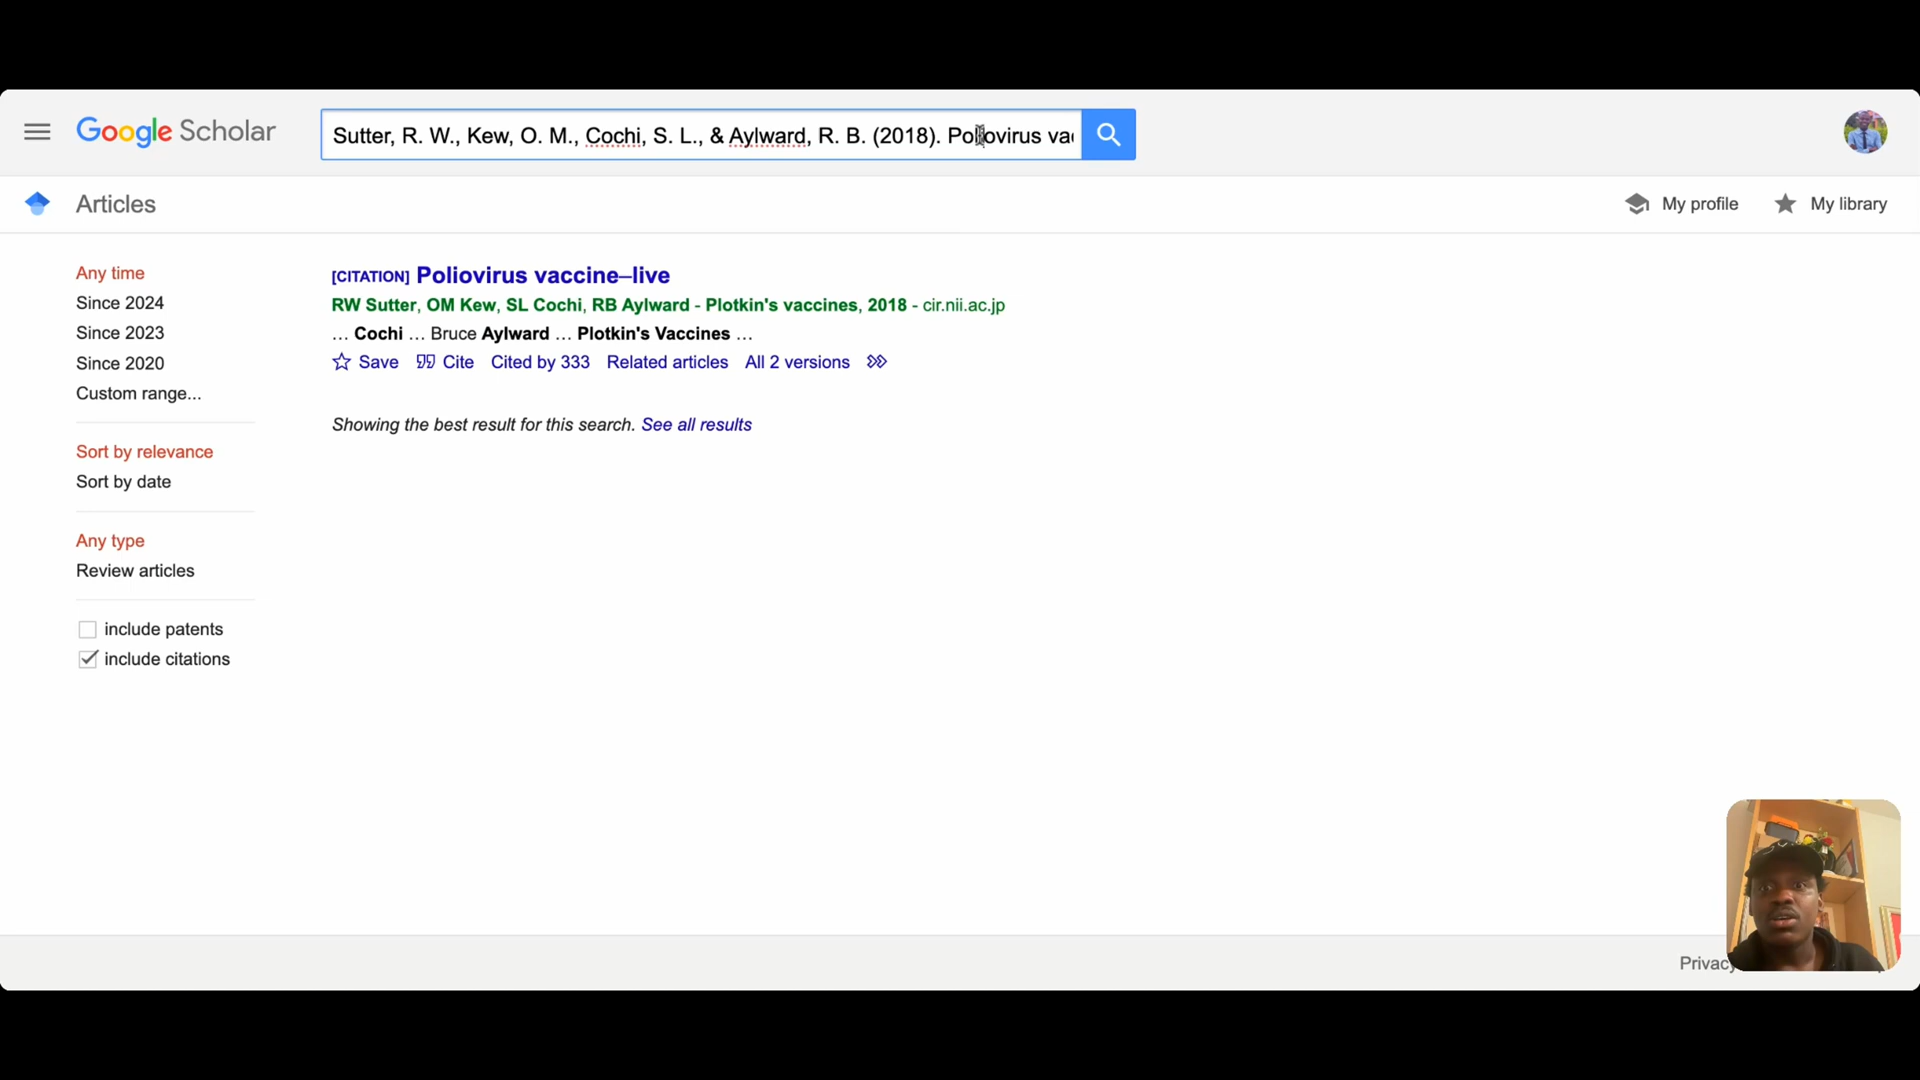 Google Scholar
Sutter, R. W., Kew, O. M., Cochi, S. L., & Aylward, R. B. (2018). Poliovirus vac
Articles
My profile
My library
Any time
Since 2024
Since 2023
Since 2020
Custom range...
Sort by relevance
Sort by date
Any type
Review articles
include patents
include citations
[CITATION] Poliovirus vaccine–live
RW Sutter, OM Kew, SL Cochi, RB Aylward - Plotkin's vaccines, 2018 - cir.nii.ac.jp
… Cochi … Bruce Aylward … Plotkin's Vaccines …
Save Cite Cited by 333 Related articles All 2 versions
Showing the best result for this search. See all results
Privacy